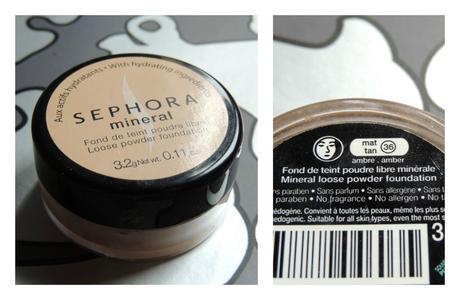 Aux actifs hydratants • With hydrating ingredients
SEPHORA
mineral
Fond de teint poudre libre
Loose powder foundation
3.2g Net wt. 0.11
mat
tan 36
ambre . amber
Fond de teint poudre libre minérale
Mineral loose powder foundation
paraben • Sans parfum • Sans allergène • Sans
paraben • No fragrance • No allergen • No
Convient à toutes les peaux, même les plus
Suitable for all skin types, even the most
3